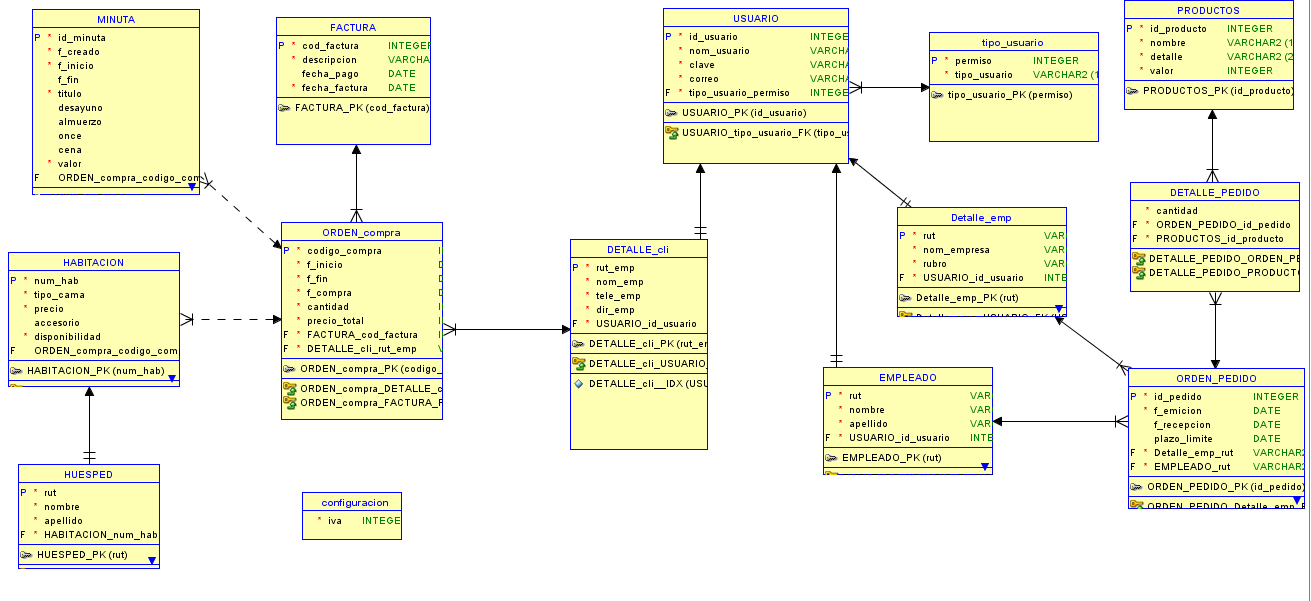 MINUTA
P * id_minuta
* f_creado
* f_inicio
f_fin
* titulo
desayuno
almuerzo
once
cena
* valor
F ORDEN_compra_codigo_com
FACTURA
P * cod_factura INTEGER
* descripcion VARCHA
fecha_pago DATE
* fecha_factura DATE
FACTURA_PK (cod_factura)
USUARIO
P * id_usuario INTEGE
* nom_usuario VARCHA
* clave VARCHA
* correo VARCHA
F * tipo_usuario_permiso INTEGE
USUARIO_PK (id_usuario)
USUARIO_tipo_usuario_FK (tipo_us
tipo_usuario
P * permiso INTEGER
* tipo_usuario VARCHAR2 (1
tipo_usuario_PK (permiso)
PRODUCTOS
P * id_producto INTEGER
* nombre VARCHAR2 (1
* detalle VARCHAR2 (2
* valor INTEGER
PRODUCTOS_PK (id_producto)
HABITACION
P * num_hab
* tipo_cama
* precio
accesorio
* disponibilidad
F ORDEN_compra_codigo_com
HABITACION_PK (num_hab)
ORDEN_compra
P * codigo_compra I
* f_inicio D
* f_fin D
* f_compra D
* cantidad I
* precio_total I
F * FACTURA_cod_factura I
F * DETALLE_cli_rut_emp V
ORDEN_compra_PK (codigo_
ORDEN_compra_DETALLE_c
ORDEN_compra_FACTURA_F
DETALLE_cli
P * rut_emp
* nom_emp
* tele_emp
* dir_emp
F * USUARIO_id_usuario
DETALLE_cli_PK (rut_er
DETALLE_cli_USUARIO_
DETALLE_cli__IDX (USU
Detalle_emp
P * rut VAR
* nom_empresa VAR
* rubro VAR
F * USUARIO_id_usuario INTE
Detalle_emp_PK (rut)
DETALLE_PEDIDO
* cantidad
F * ORDEN_PEDIDO_id_pedido
F * PRODUCTOS_id_producto
DETALLE_PEDIDO_ORDEN_PE
DETALLE_PEDIDO_PRODUCTO
EMPLEADO
P * rut VAR
* nombre VAR
* apellido VAR
F * USUARIO_id_usuario INTE
EMPLEADO_PK (rut)
ORDEN_PEDIDO
P * id_pedido INTEGER
* f_emicion DATE
f_recepcion DATE
plazo_limite DATE
F * Detalle_emp_rut VARCHAR2
F * EMPLEADO_rut VARCHAR2
ORDEN_PEDIDO_PK (id_pedido)
ORDEN_PEDIDO_Detalle_emp_F
HUESPED
P * rut
* nombre
* apellido
F * HABITACION_num_hab
HUESPED_PK (rut)
configuracion
* iva INTEGE